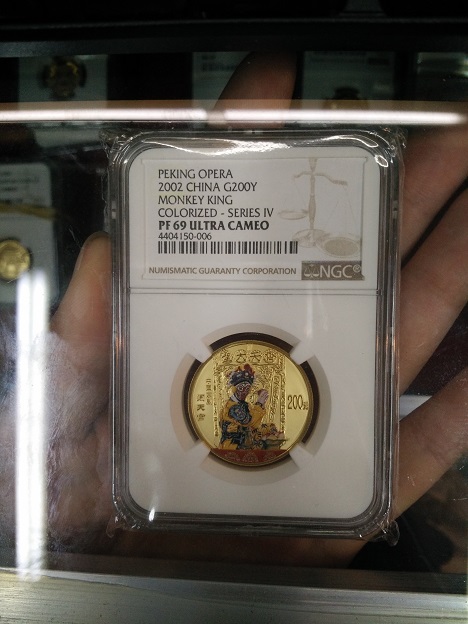 PEKING OPERA
2002 CHINA G200Y
MONKEY KING
COLORIZED - SERIES IV
PF 69 ULTRA CAMEO
4404150-006
NUMISMATIC GUARANTY CORPORATION NGC®
200元